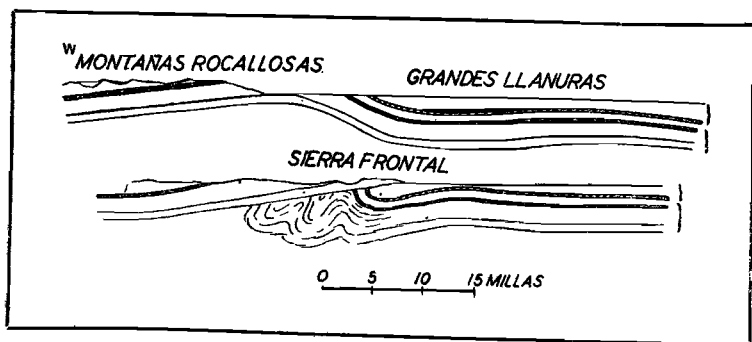 W
MONTAÑAS ROCALLOSAS.
GRANDES LLANURAS
SIERRA FRONTAL
0 5 10 15 MILLAS